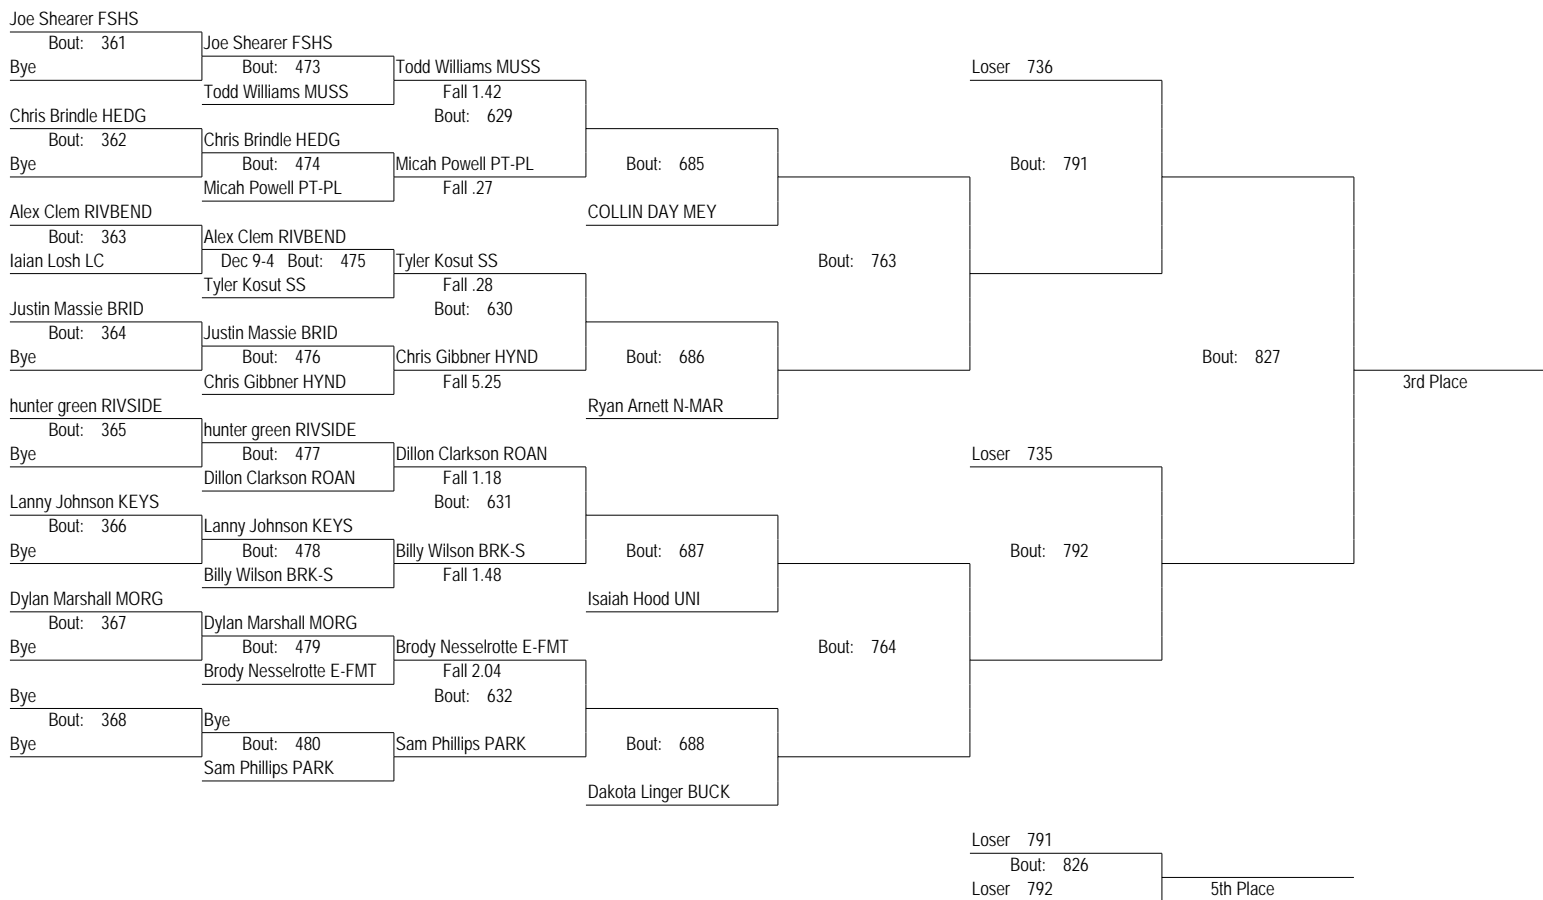 Joe Shearer FSHS
Bout: 361
Bye
Chris Brindle HEDG
Bout: 362
Bye
Alex Clem RIVBEND
Bout: 363
Iaian Losh LC
Justin Massie BRID
Bout: 364
Bye
hunter green RIVSIDE
Bout: 365
Bye
Lanny Johnson KEYS
Bout: 366
Bye
Dylan Marshall MORG
Bout: 367
Bye
Bye
Bout: 368
Bye
Joe Shearer FSHS
Bout: 473
Todd Williams MUSS
Chris Brindle HEDG
Bout: 474
Micah Powell PT-PL
Alex Clem RIVBEND
Dec 9-4 Bout: 475
Tyler Kosut SS
Justin Massie BRID
Bout: 476
Chris Gibbner HYND
hunter green RIVSIDE
Bout: 477
Dillon Clarkson ROAN
Lanny Johnson KEYS
Bout: 478
Billy Wilson BRK-S
Dylan Marshall MORG
Bout: 479
Brody Nesselrotte E-FMT
Bye
Bout: 480
Sam Phillips PARK
Todd Williams MUSS
Fall 1.42
Bout: 629
Micah Powell PT-PL
Fall .27
Tyler Kosut SS
Fall .28
Bout: 630
Chris Gibbner HYND
Fall 5.25
Dillon Clarkson ROAN
Fall 1.18
Bout: 631
Billy Wilson BRK-S
Fall 1.48
Brody Nesselrotte E-FMT
Fall 2.04
Bout: 632
Sam Phillips PARK
Bout: 685
COLLIN DAY MEY
Bout: 686
Ryan Arnett N-MAR
Bout: 687
Isaiah Hood UNI
Bout: 688
Dakota Linger BUCK
Bout: 763
Bout: 764
Loser 736
Bout: 791
Loser 735
Bout: 792
Bout: 827
3rd Place
Loser 791
Bout: 826
Loser 792
5th Place